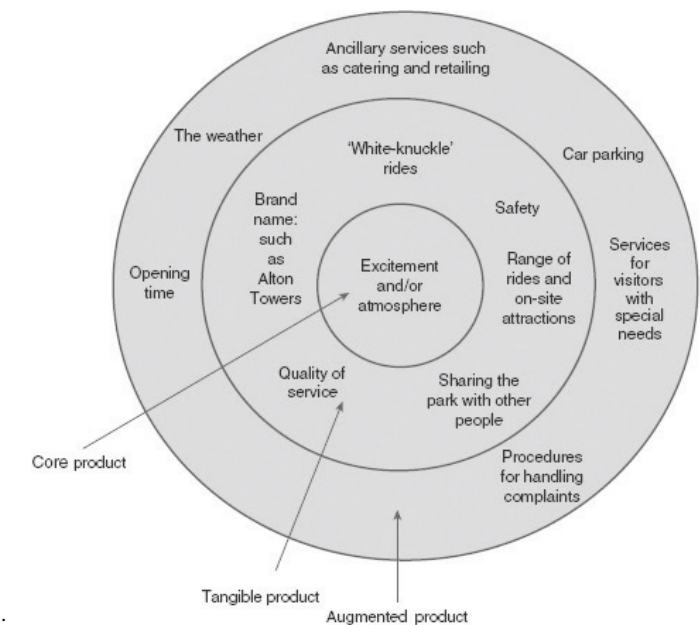 Ancillary services such
as catering and retailing
The weather
'White-knuckle'
rides
Car parking
Brand
name:
such
as
Alton
Towers
Safety
Opening
time
Excitement
and/or
atmosphere
Range of
rides and
on-site
attractions
Services
for
visitors
with
special
needs
Quality of
service
Sharing the
park with other
people
Core product
Procedures
for handling
complaints
Tangible product
Augmented product
.